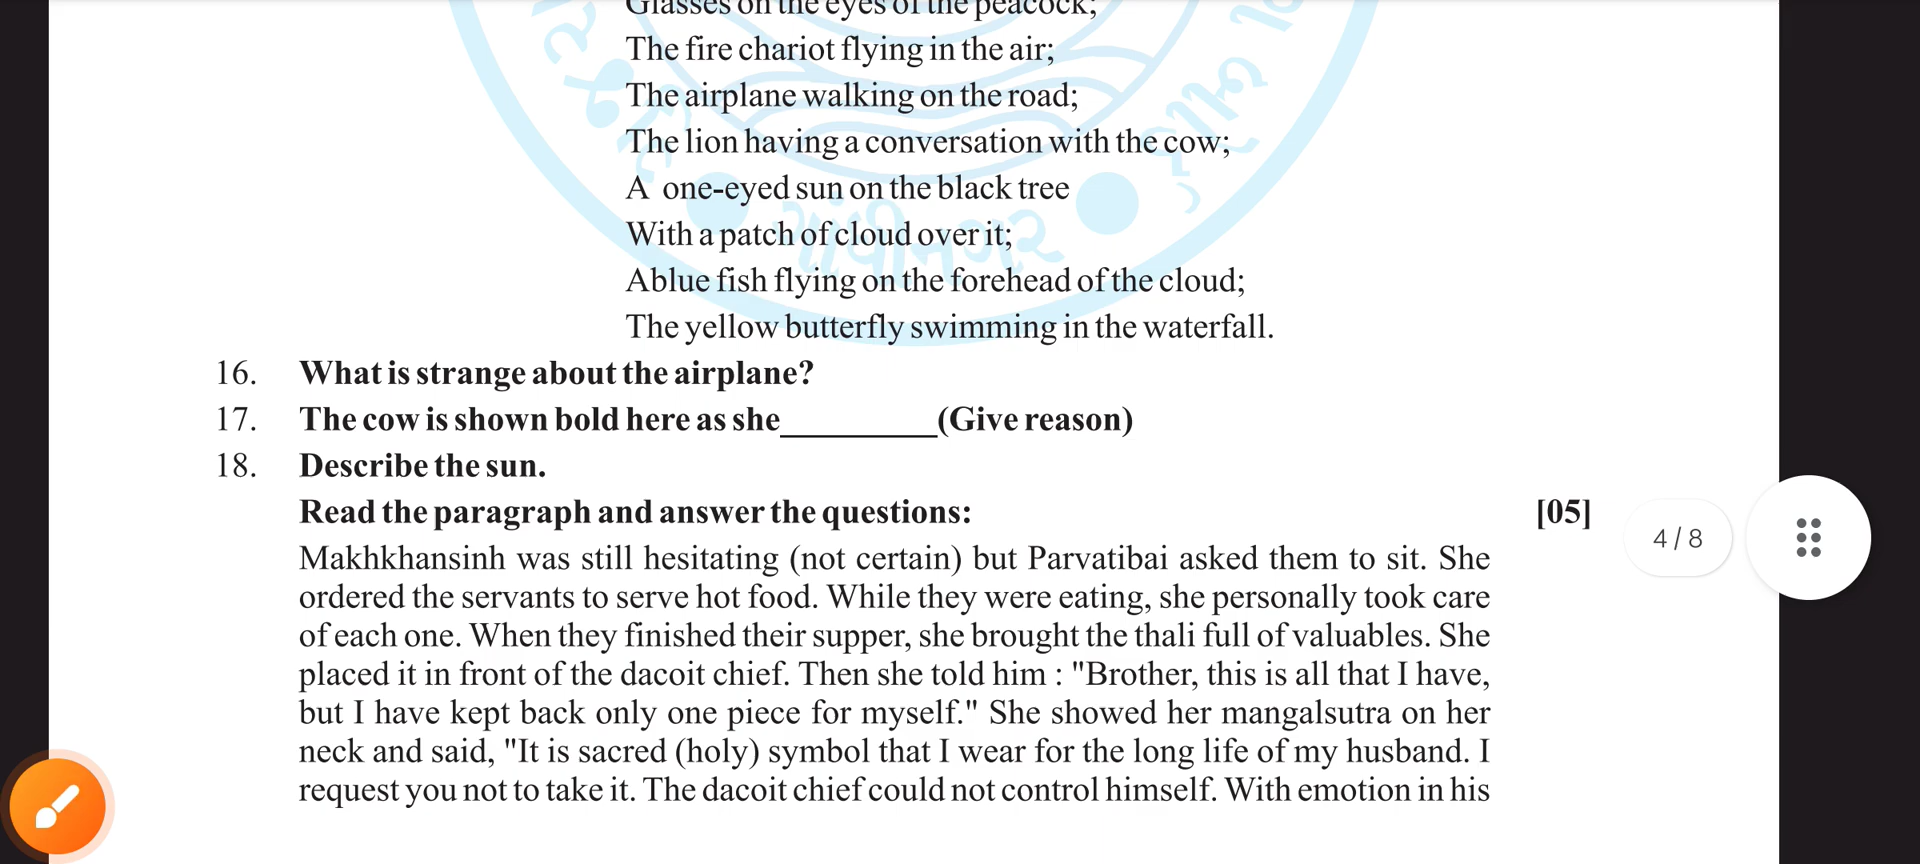 Glasses on the eyes of the peacock;
The fire chariot flying in the air;
The airplane walking on the road;
The lion having a conversation with the cow;
A one-eyed sun on the black tree
With a patch of cloud over it;
Ablue fish flying on the forehead of the cloud;
The yellow butterfly swimming in the waterfall.
16. What is strange about the airplane?
17. The cow is shown bold here as she_________(Give reason)
18. Describe the sun.
Read the paragraph and answer the questions: [05]
4 / 8
Makhkhansinh was still hesitating (not certain) but Parvatibai asked them to sit. She
ordered the servants to serve hot food. While they were eating, she personally took care
of each one. When they finished their supper, she brought the thali full of valuables. She
placed it in front of the dacoit chief. Then she told him : "Brother, this is all that I have,
but I have kept back only one piece for myself." She showed her mangalsutra on her
neck and said, "It is sacred (holy) symbol that I wear for the long life of my husband. I
request you not to take it. The dacoit chief could not control himself. With emotion in his
ગાંધીનગર